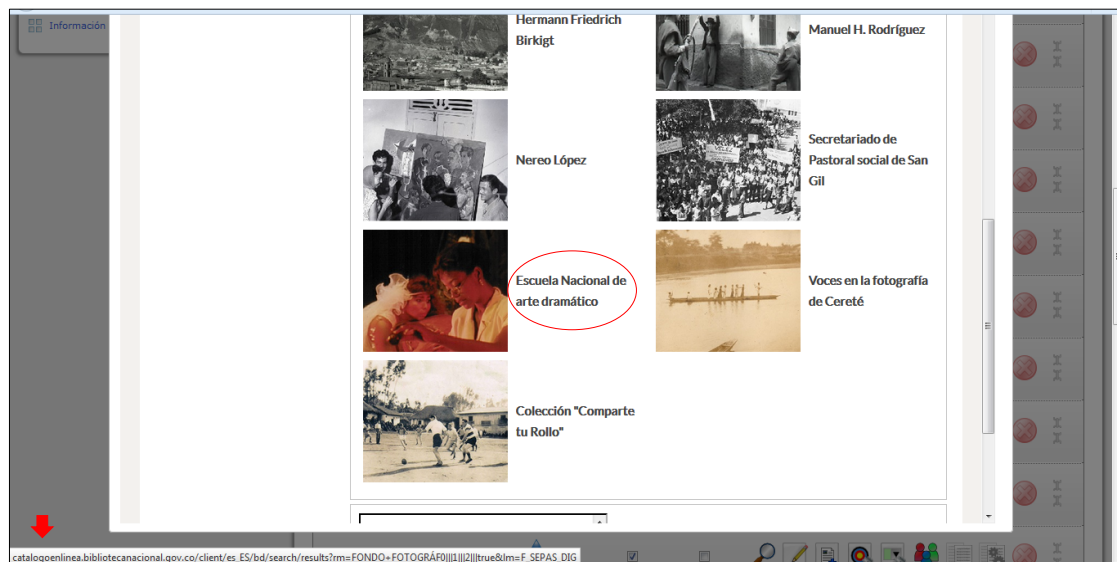 Información
Hermann Friedrich
Birkigt
Manuel H. Rodríguez
Nereo López
Secretariado de
Pastoral social de San
Gil
Escuela Nacional de
arte dramático
Voces en la fotografía
de Cereté
Colección "Comparte
tu Rollo"
catalogoenlinea.bibliotecanacional.gov.co/client/es_ES/bd/search/results?rm=FONDO+FOTOGRÁF0|||1|||2|||true&lm=F_SEPAS_DIG